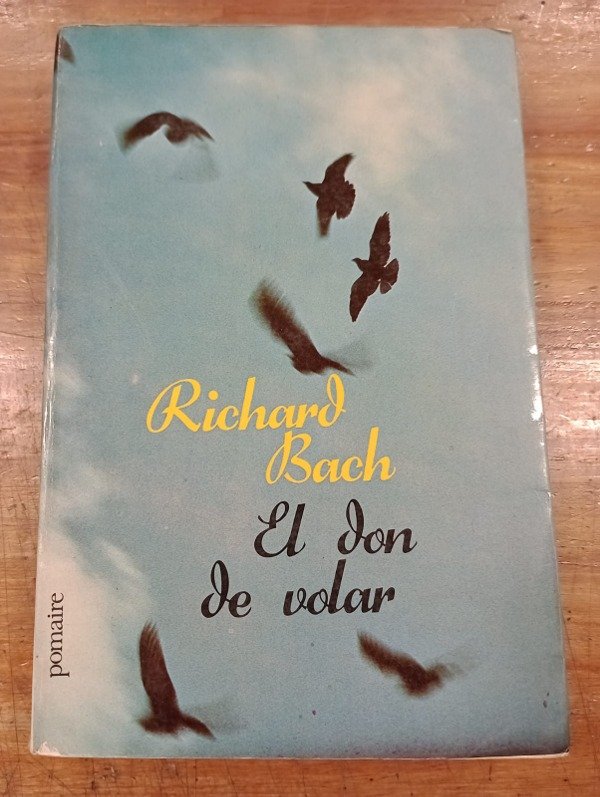 Richard
Bach
El don
de volar
pomaire